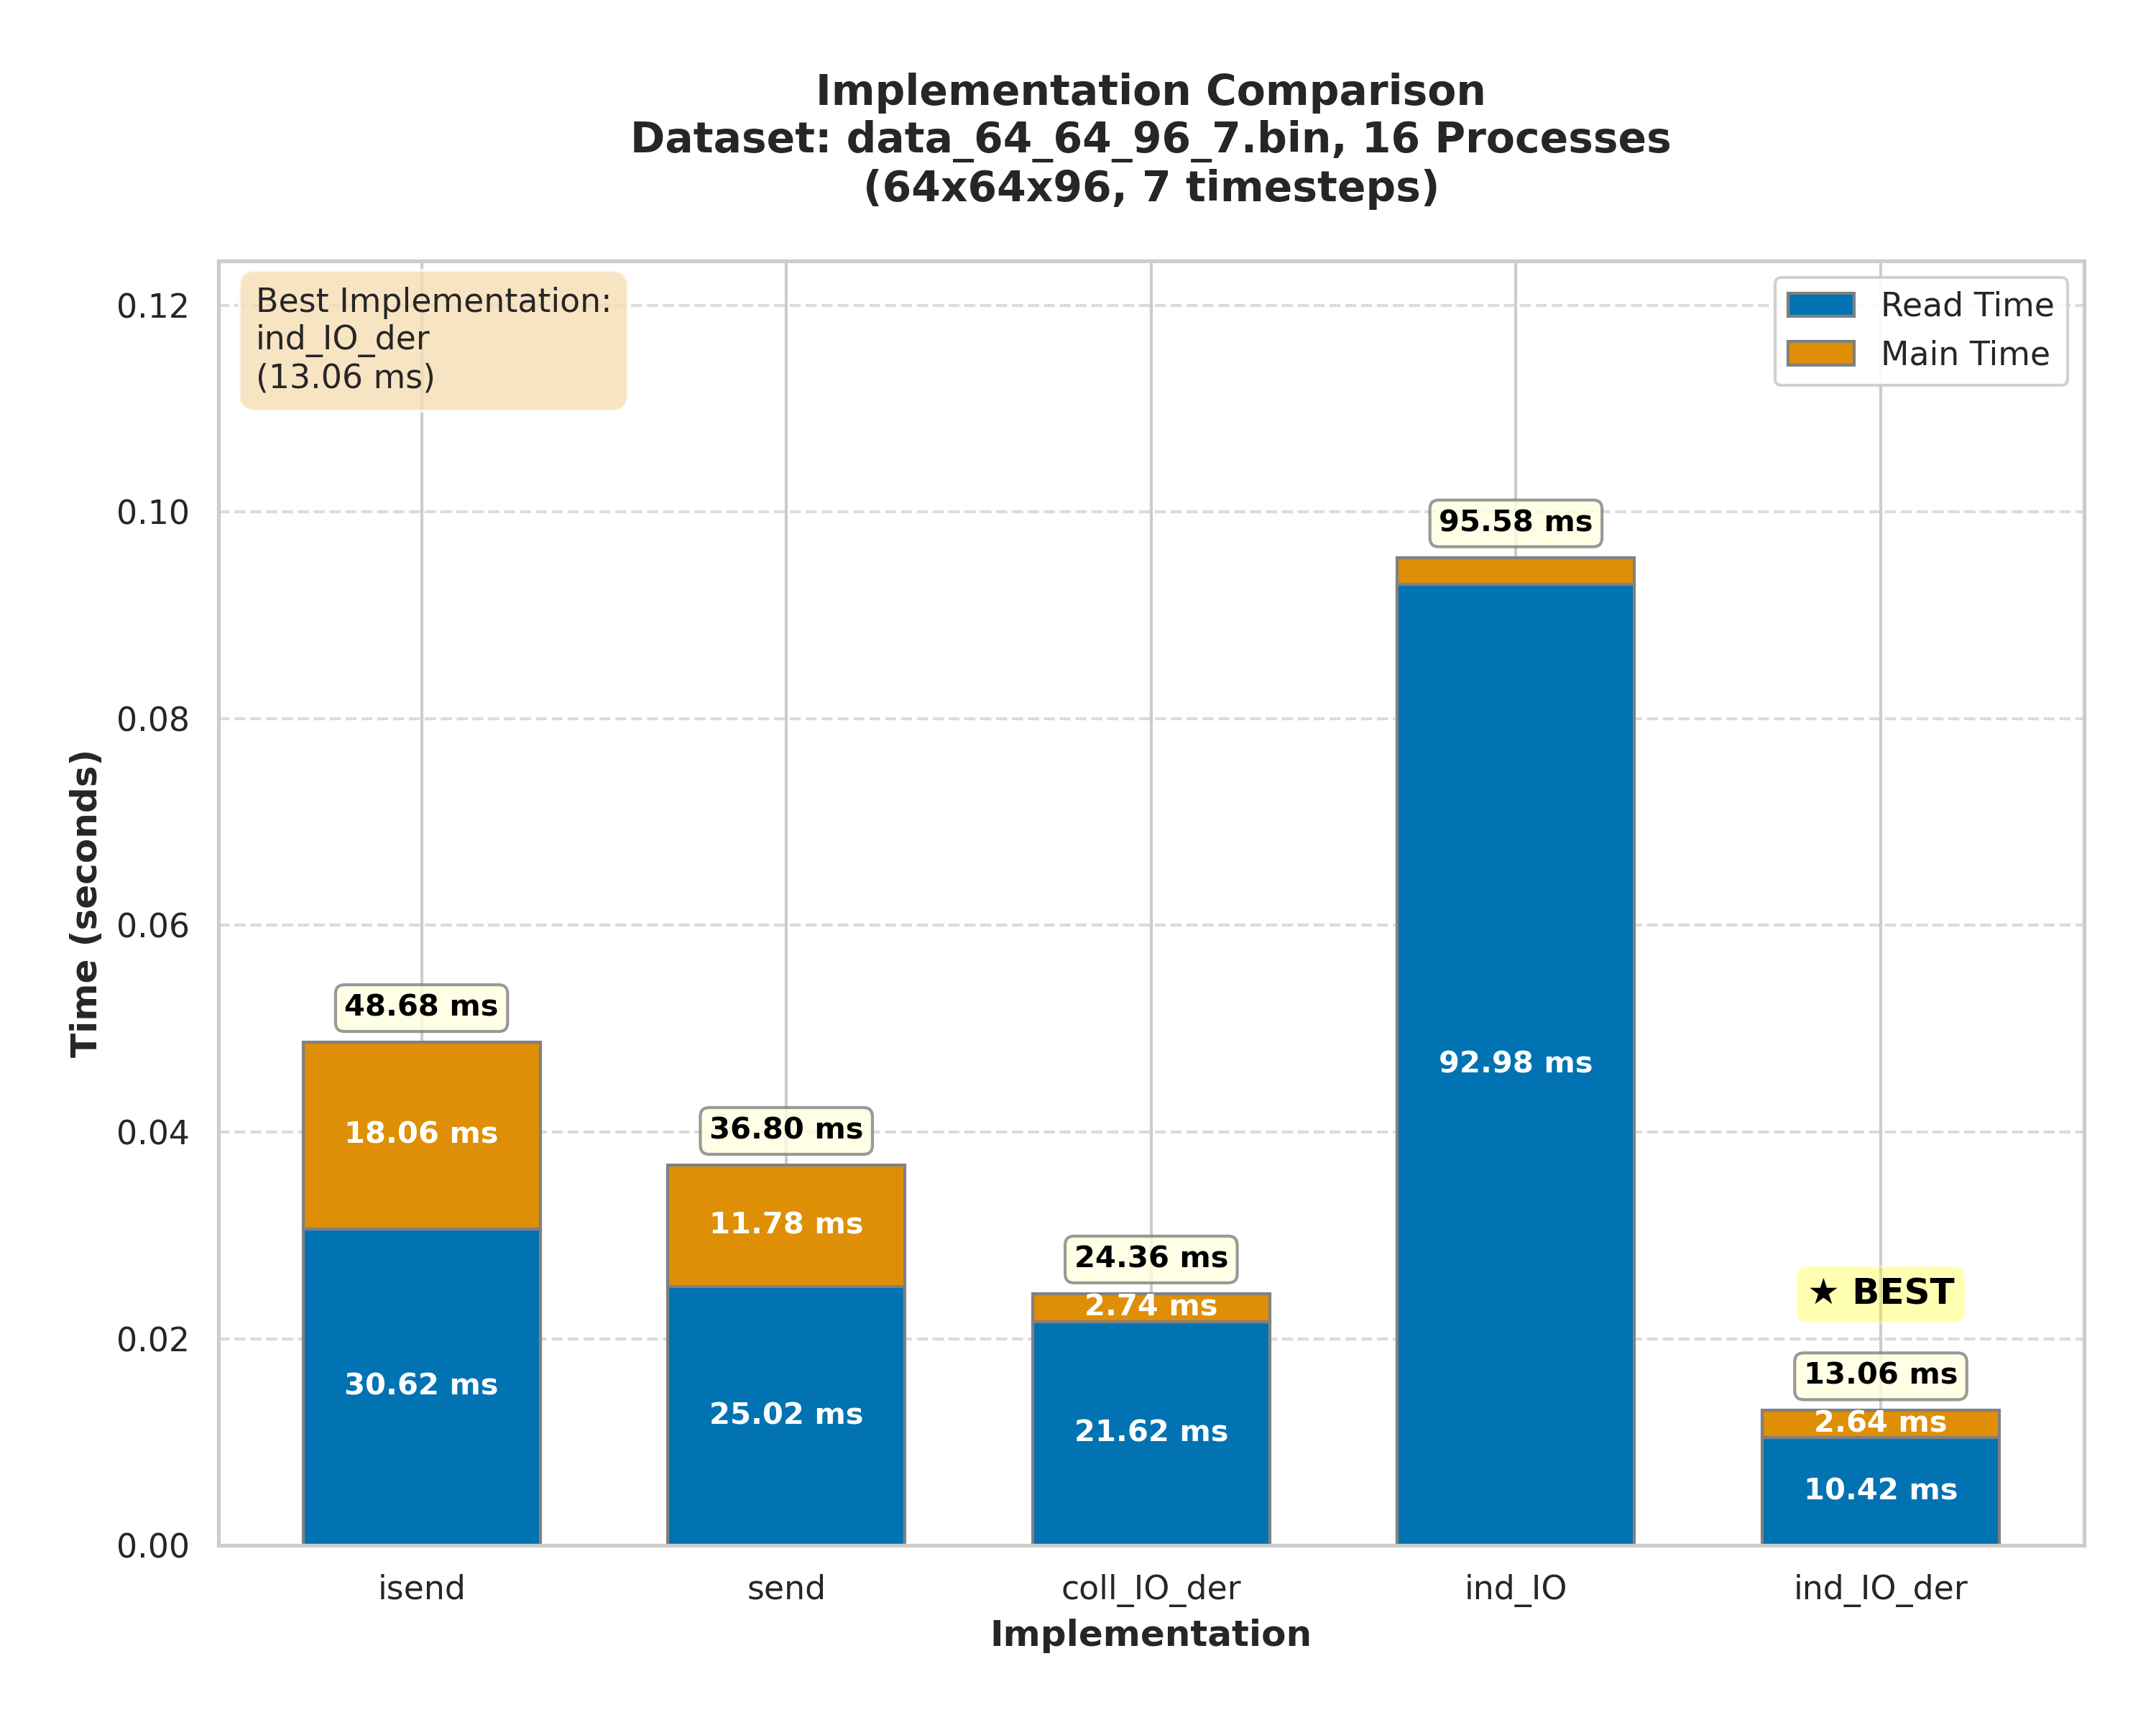 Implementation Comparison
Dataset: data_64_64_96_7.bin, 16 Processes
(64x64x96, 7 timesteps)
Best Implementation:
ind_IO_der
(13.06 ms)
Read Time
Main Time
Time (seconds)
0.12
0.10
0.08
0.06
0.04
0.02
0.00
48.68 ms
18.06 ms
30.62 ms
36.80 ms
11.78 ms
25.02 ms
24.36 ms
2.74 ms
21.62 ms
95.58 ms
92.98 ms
★ BEST
13.06 ms
2.64 ms
10.42 ms
isend
send
coll_IO_der
ind_IO
ind_IO_der
Implementation